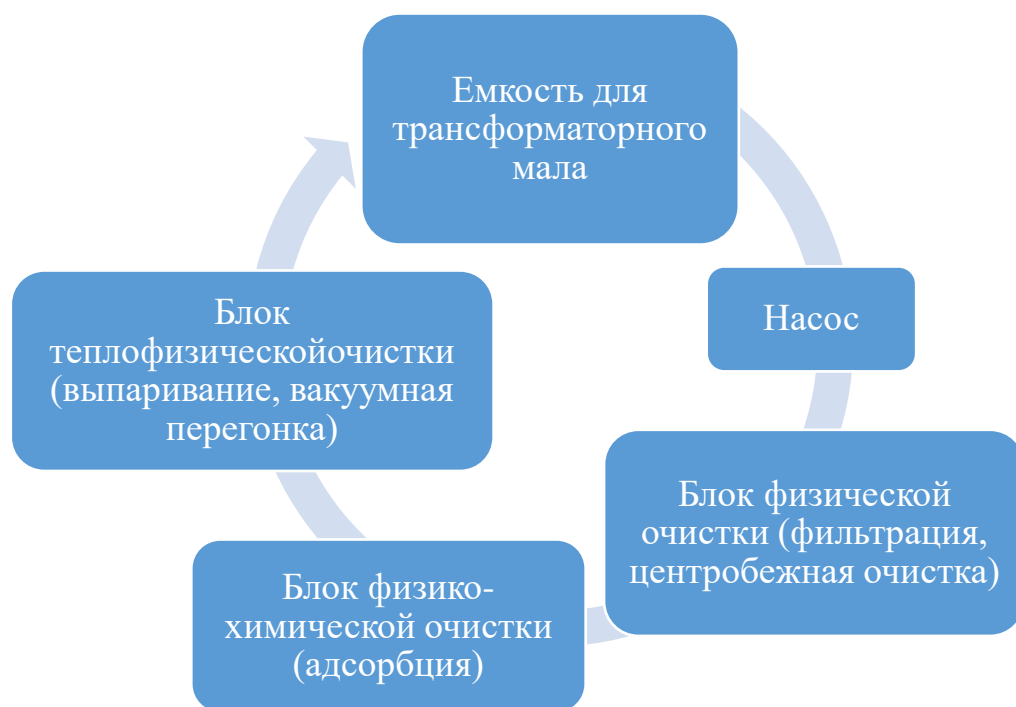 Емкость для
трансформаторного
мала
Насос
Блок физической
очистки (фильтрация,
центробежная очистка)
Блок физико-
химической очистки
(адсорбция)
Блок
теплофизическойочистки
(выпаривание, вакуумная
перегонка)